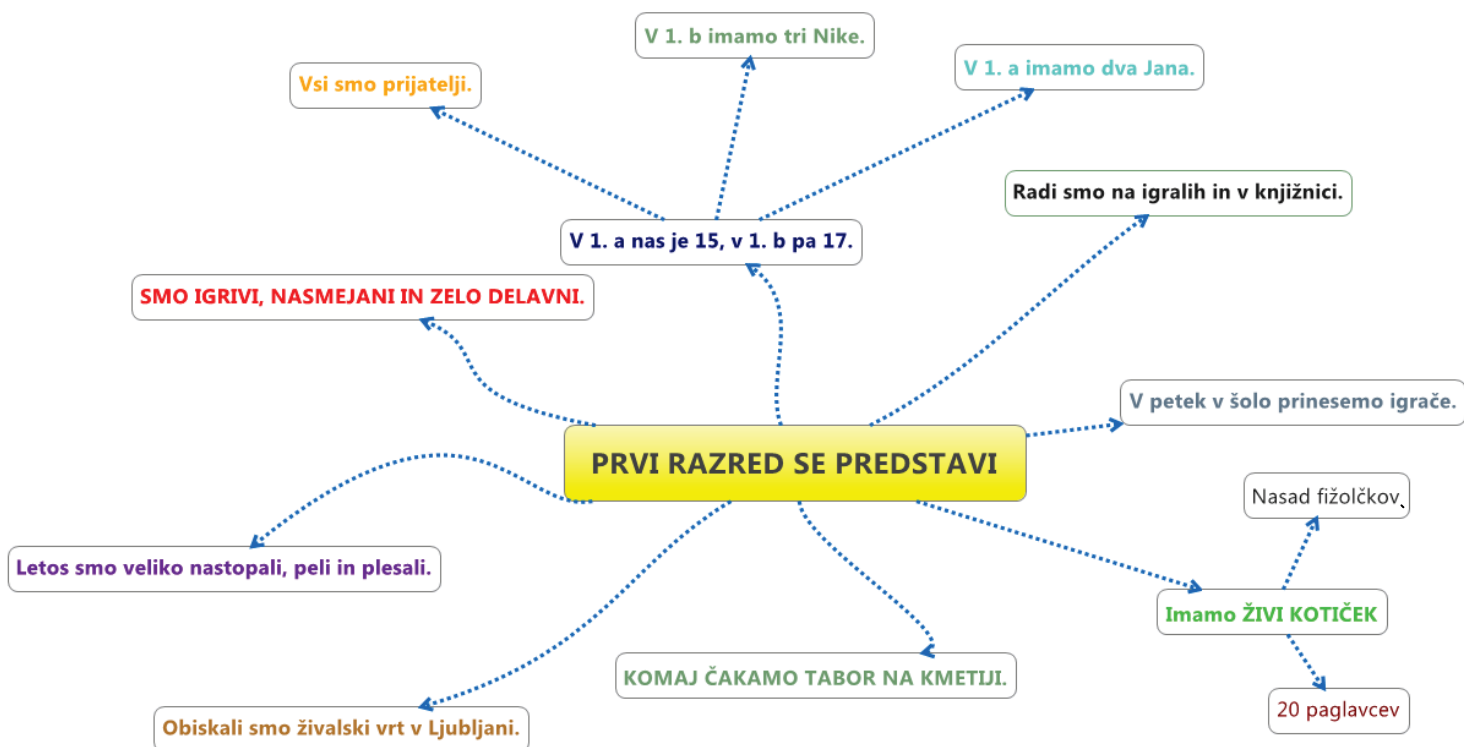 V 1. b imamo tri Nike.
Vsi smo prijatelji.
V 1. a imamo dva Jana.
Radi smo na igralih in v knjižnici.
V 1. a nas je 15, v 1. b pa 17.
SMO IGRIVI, NASMEJANI IN ZELO DELAVNI.
V petek v šolo prinesemo igrače.
PRVI RAZRED SE PREDSTAVI
Nasad fižolčkov
Letos smo veliko nastopali, peli in plesali.
Imamo ŽIVI KOTIČEK
KOMAJ ČAKAMO TABOR NA KMETIJI.
20 paglavcev
Obiskali smo živalski vrt v Ljubljani.